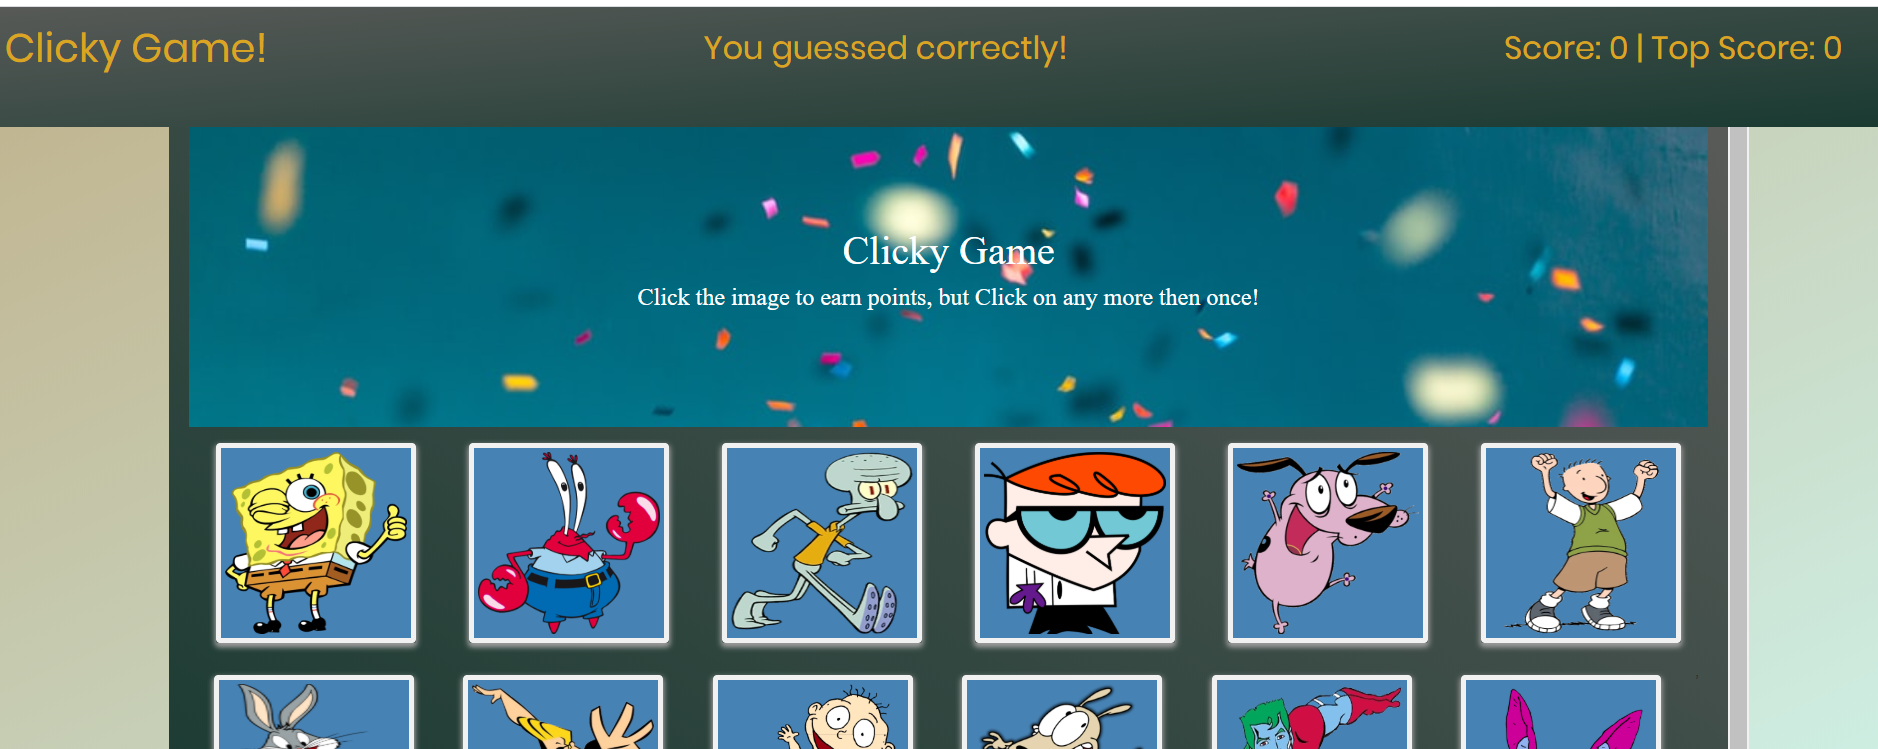 Clicky Game!
You guessed correctly!
Score: 0 | Top Score: 0
Clicky Game
Click the image to earn points, but Click on any more then once!